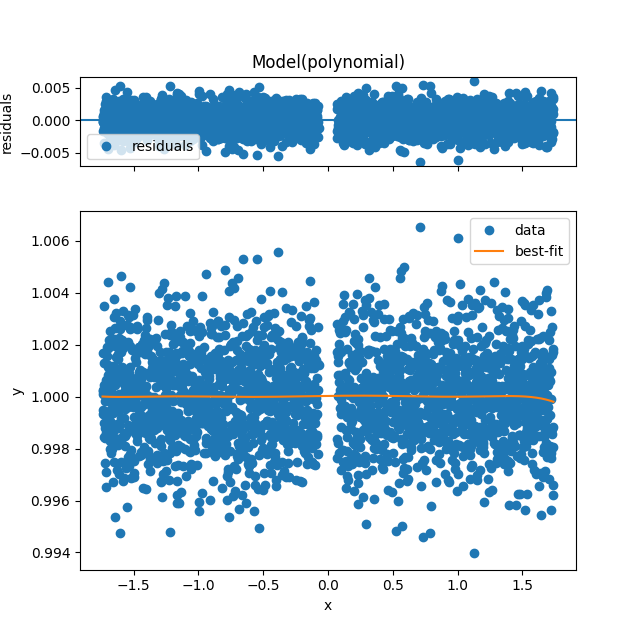 Model(polynomial)
residuals
0.005
0.000
−0.005
residuals
y
1.006
1.004
1.002
1.000
0.998
0.996
0.994
data
best-fit
−1.5
−1.0
−0.5
0.0
0.5
1.0
1.5
x